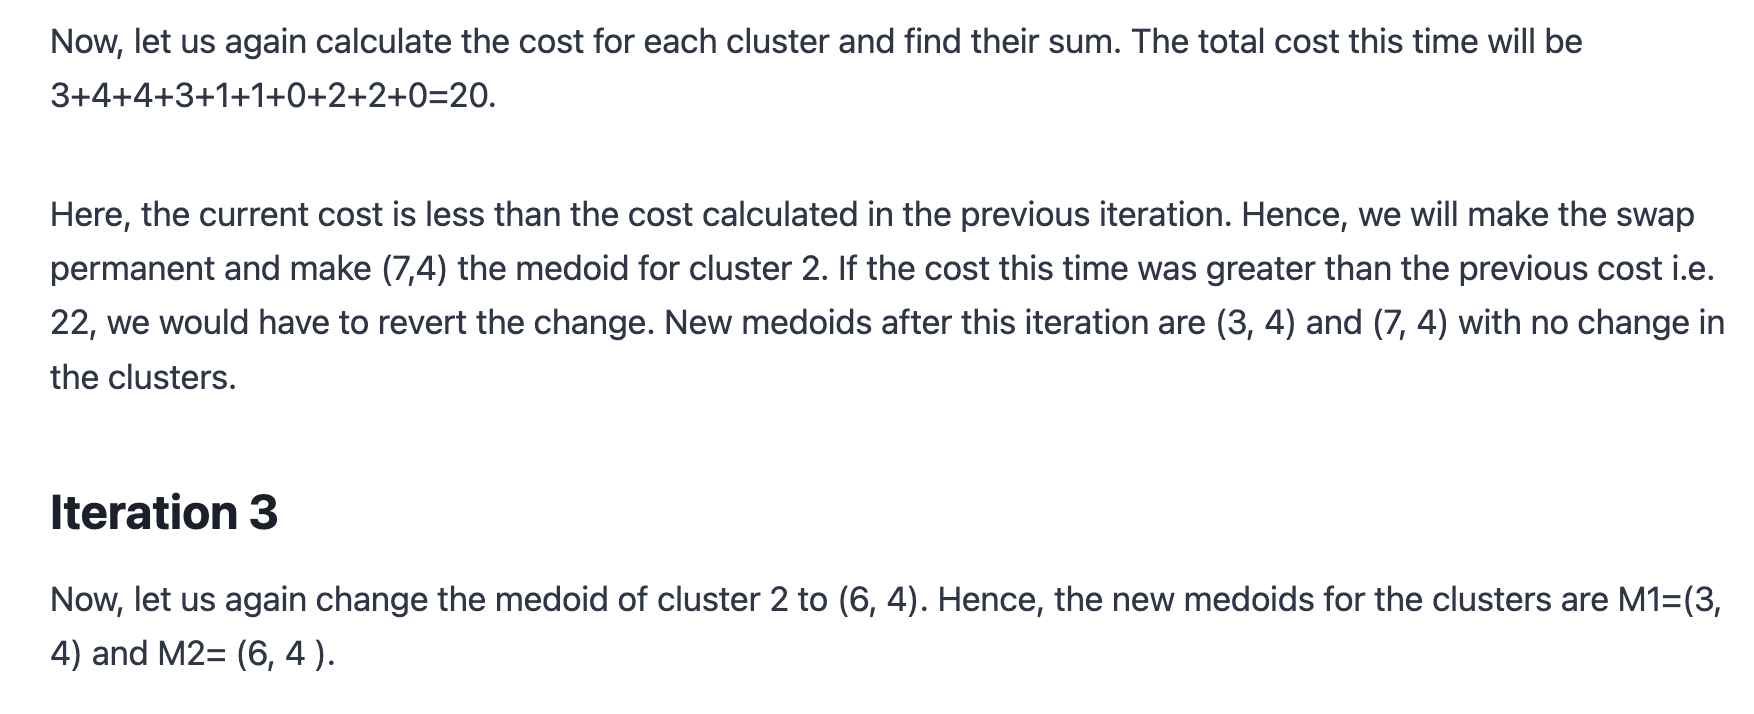 Now, let us again calculate the cost for each cluster and find their sum. The total cost this time will be
3+4+4+3+1+1+0+2+2+0=20.
Here, the current cost is less than the cost calculated in the previous iteration. Hence, we will make the swap
permanent and make (7,4) the medoid for cluster 2. If the cost this time was greater than the previous cost i.e.
22, we would have to revert the change. New medoids after this iteration are (3, 4) and (7, 4) with no change in
the clusters.
Iteration 3
Now, let us again change the medoid of cluster 2 to (6, 4). Hence, the new medoids for the clusters are M1=(3,
4) and M2= (6, 4 ).